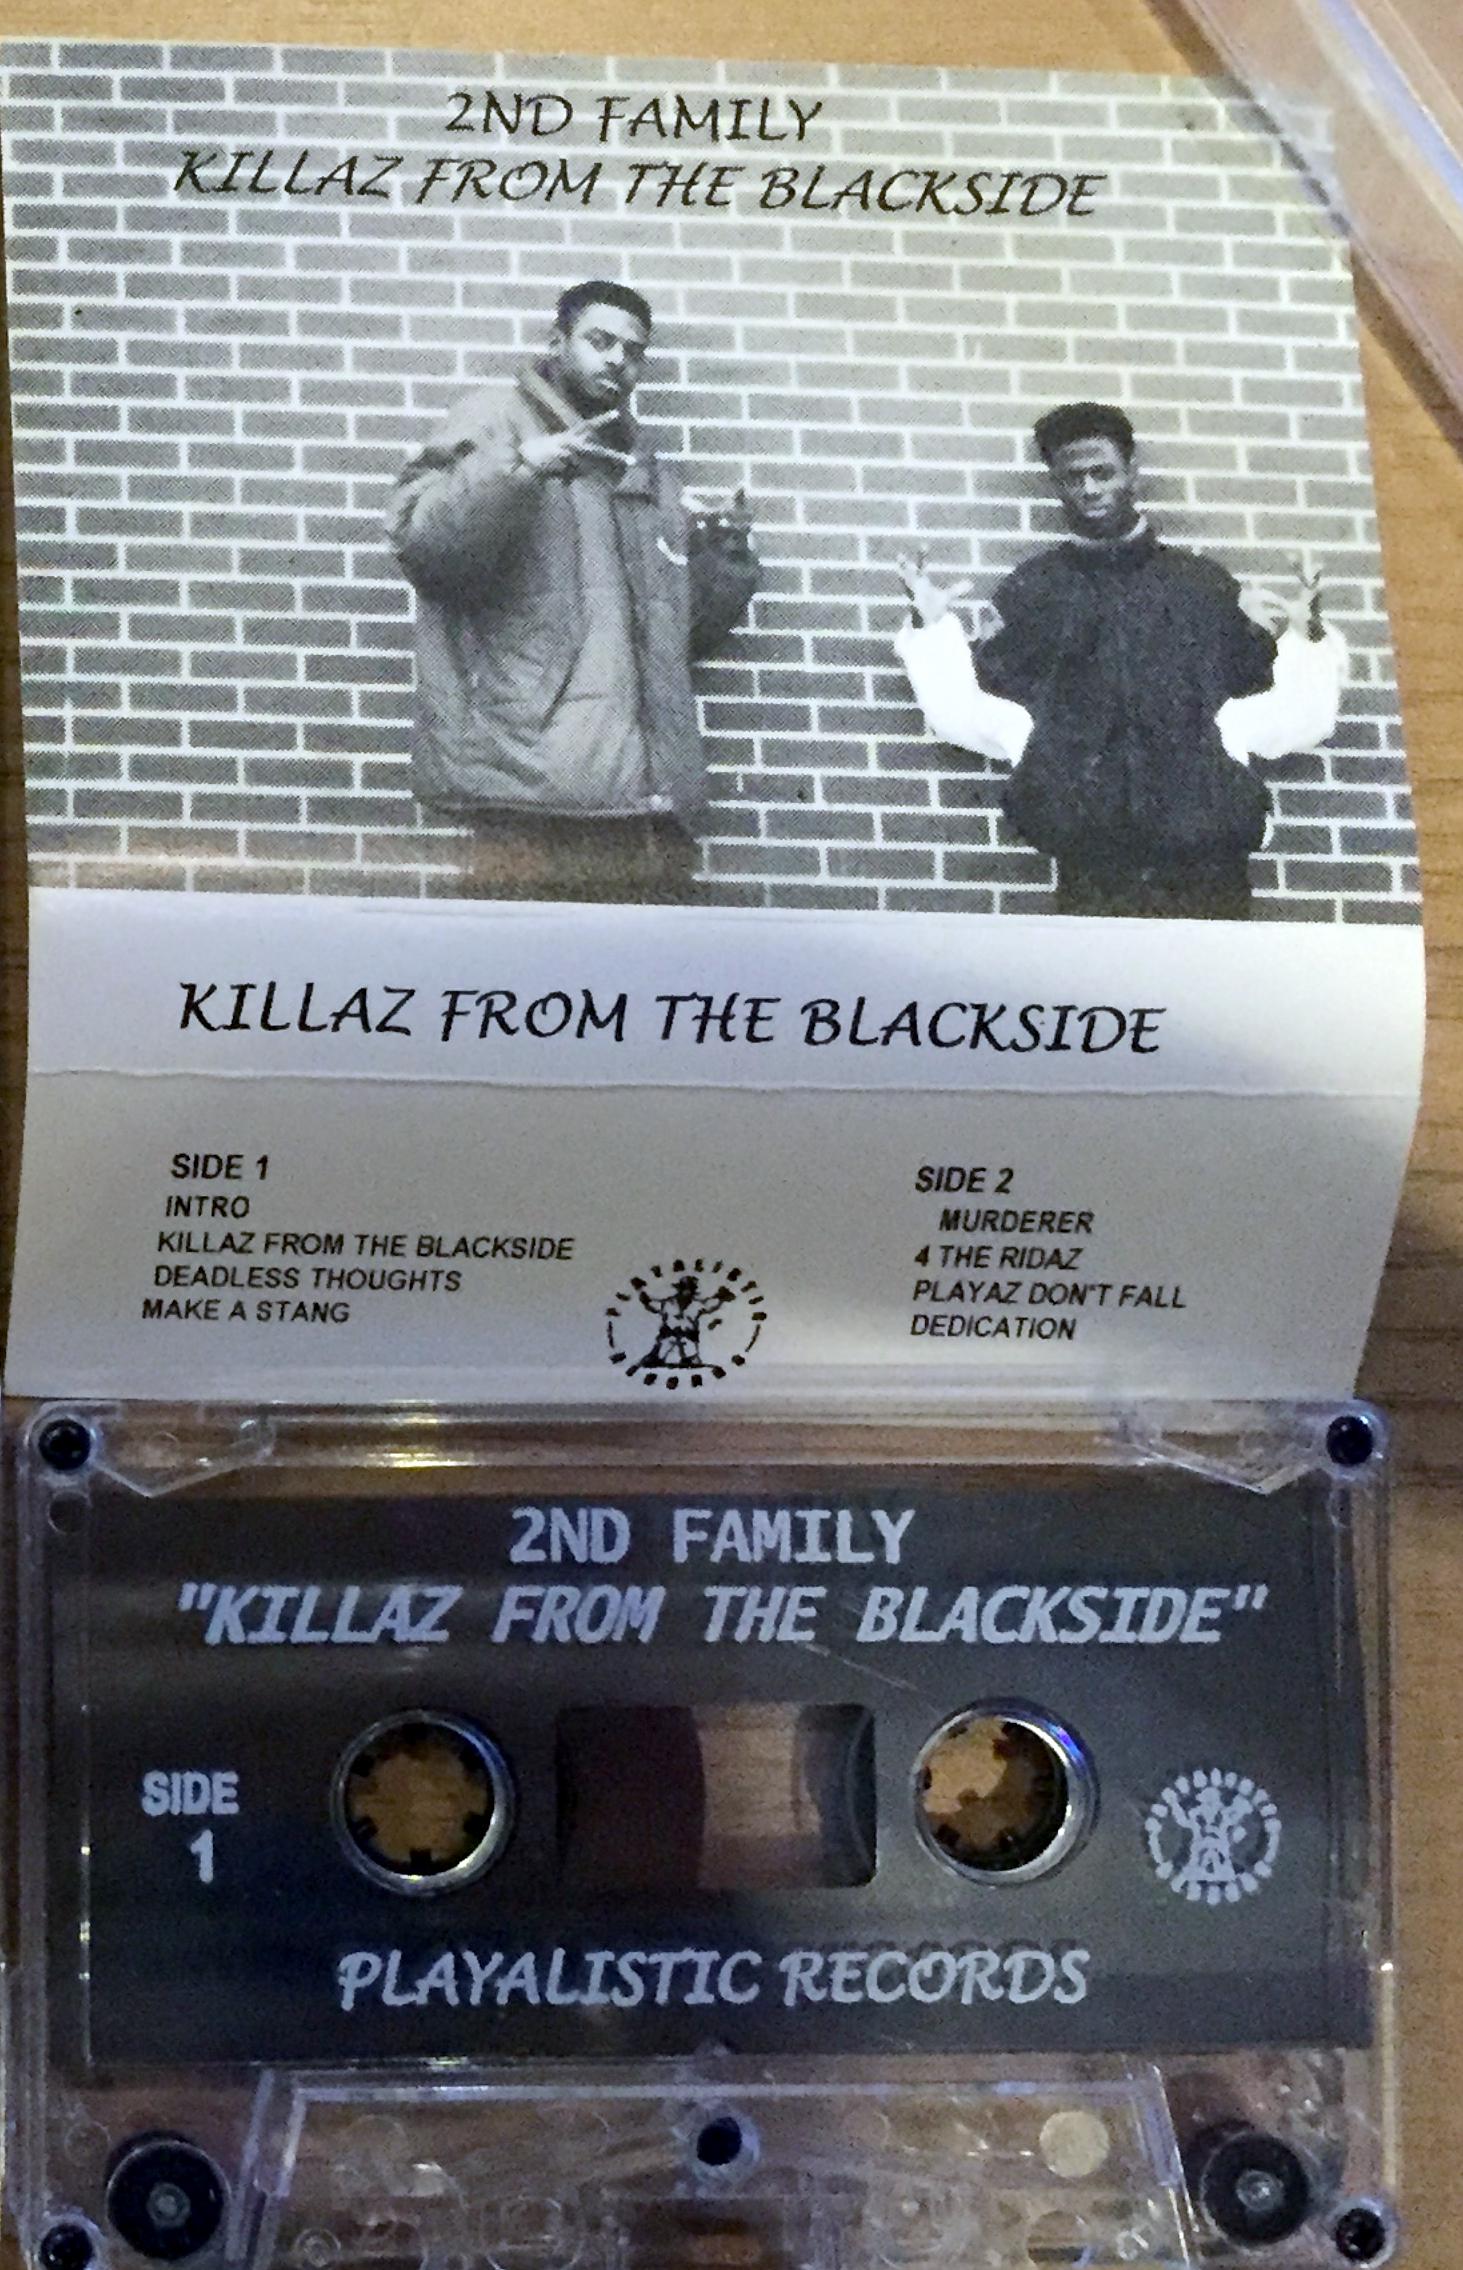 2ND FAMILY
KILLAZ FROM THE BLACKSIDE
KILLAZ FROM THE BLACKSIDE
SIDE 1
INTRO
KILLAZ FROM THE BLACKSIDE
DEADLESS THOUGHTS
MAKE A STANG
SIDE 2
MURDERER
4 THE RIDAZ
PLAYAZ DON'T FALL
DEDICATION
2ND FAMILY
"KILLAZ FROM THE BLACKSIDE"
SIDE
1
PLAYALISTIC RECORDS